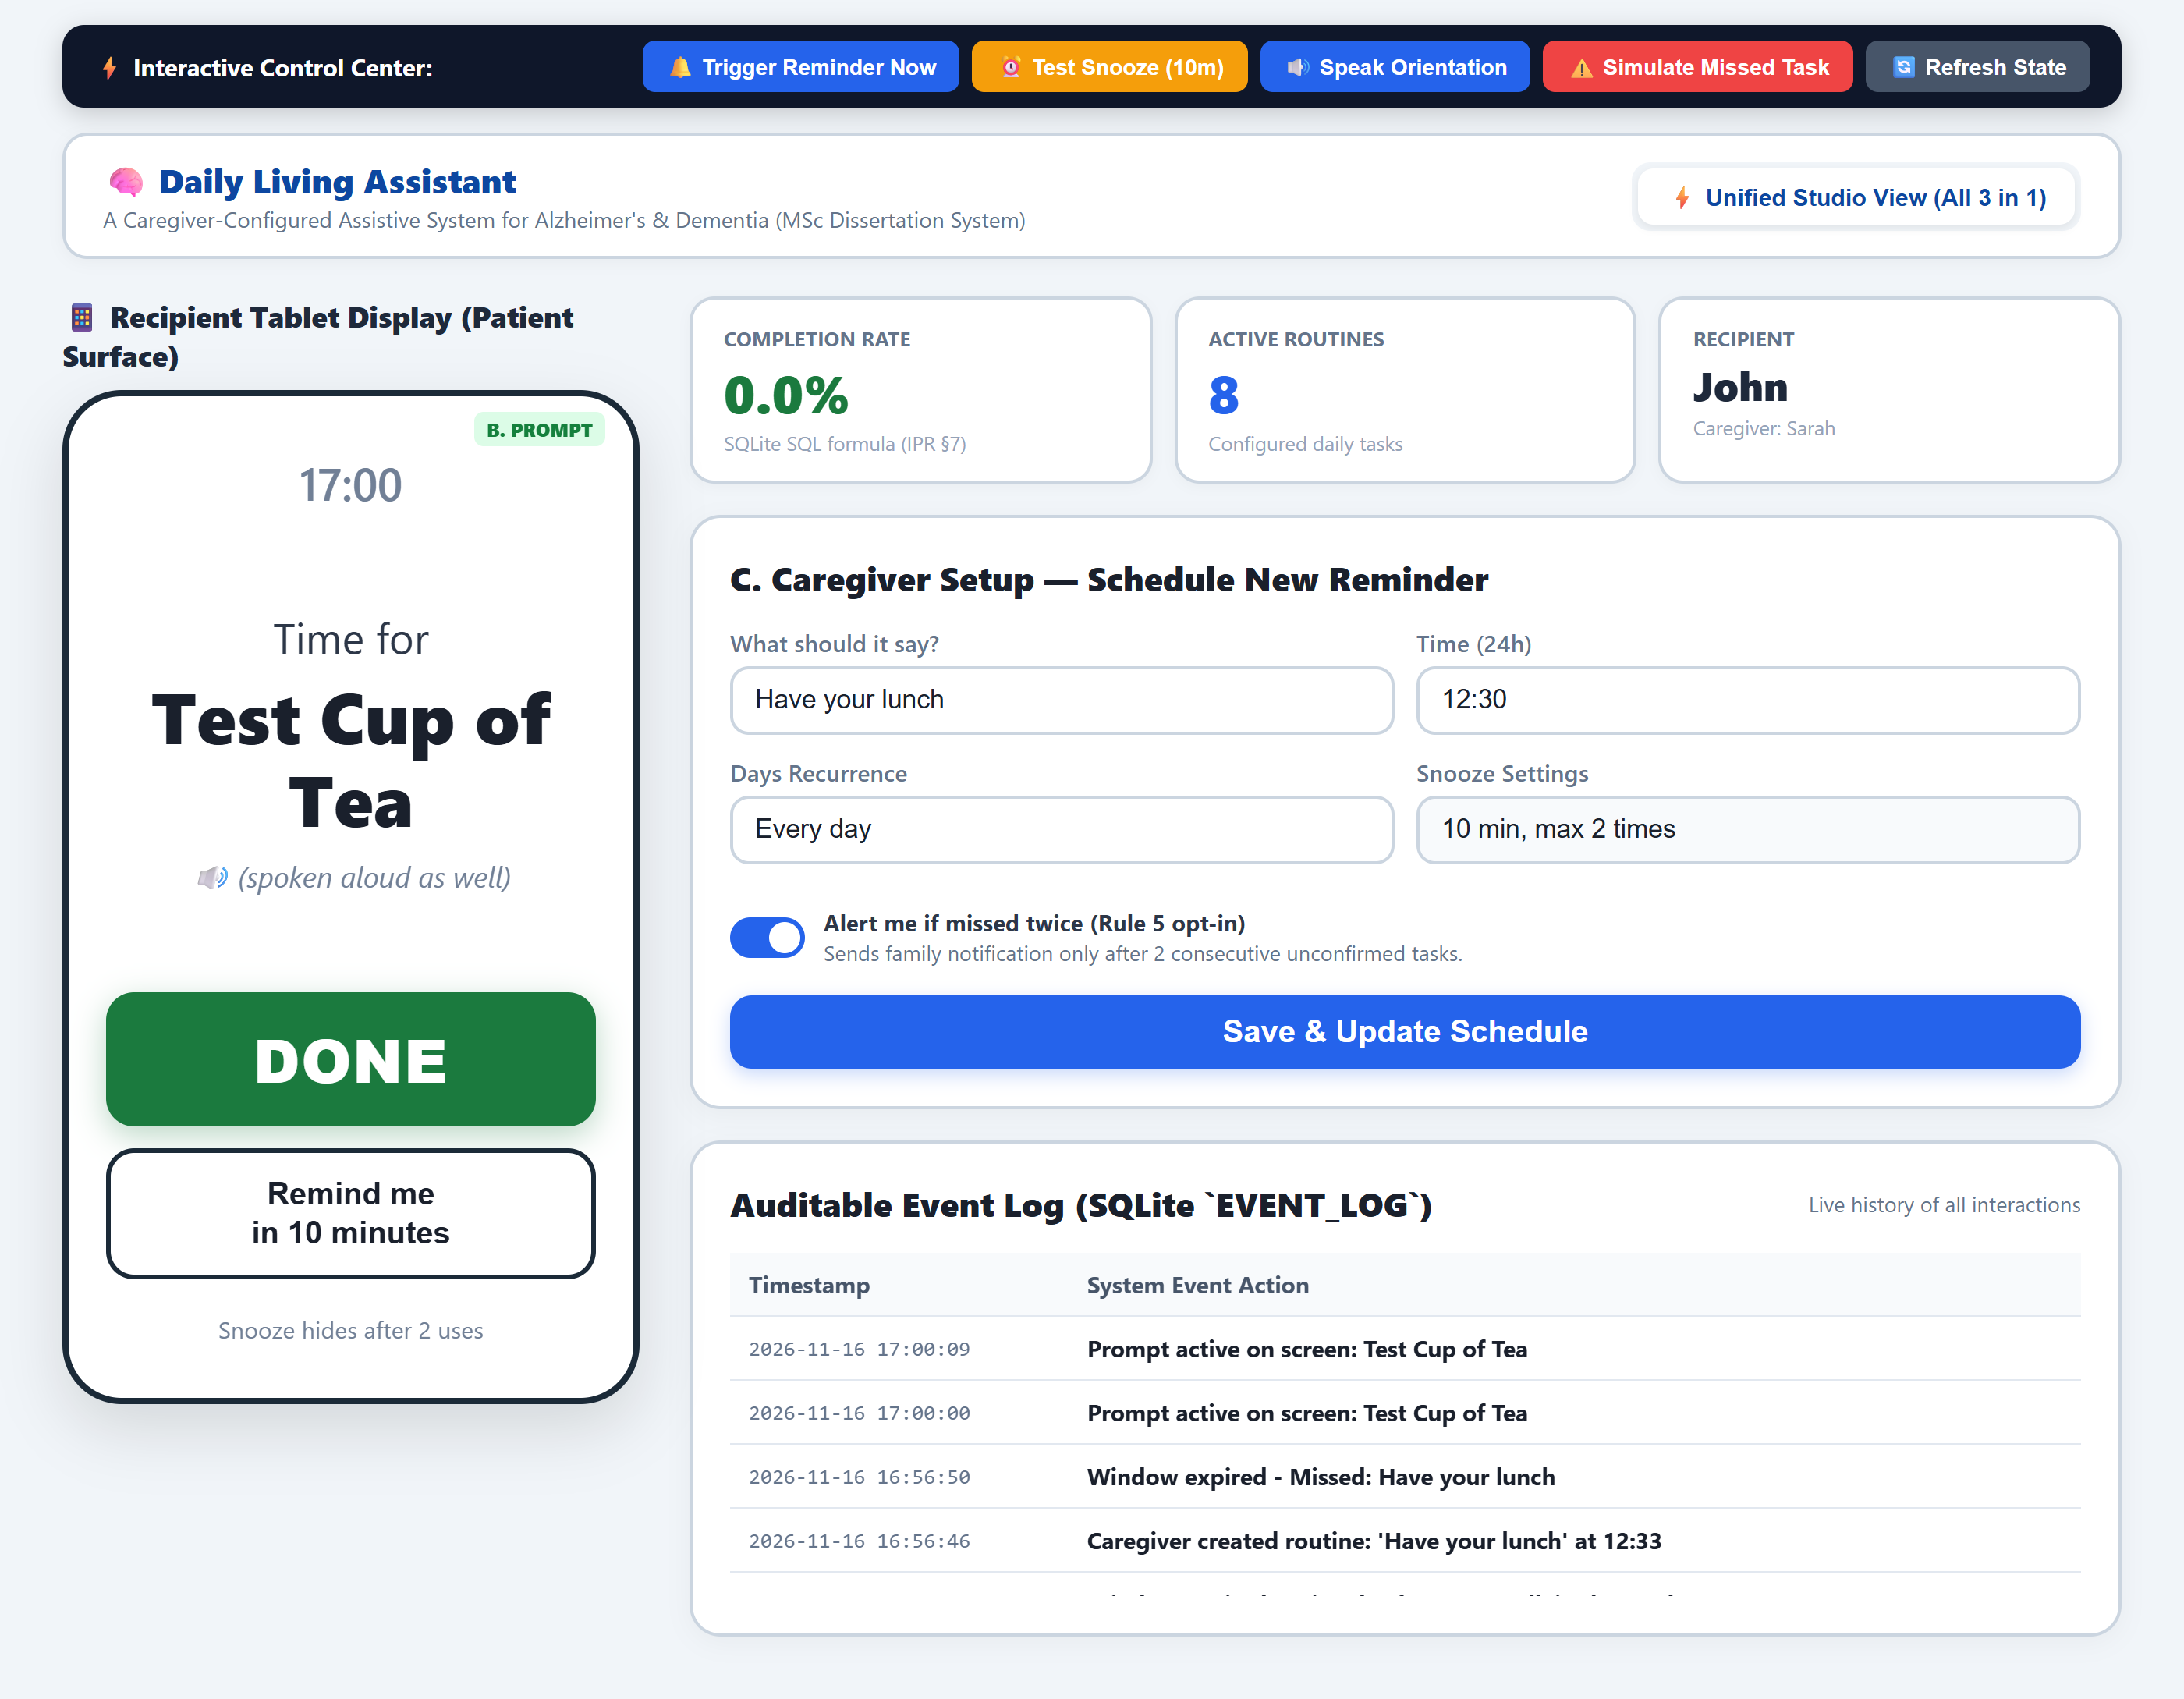 Interactive Control Center:
Trigger Reminder Now
Test Snooze (10m)
Speak Orientation
Simulate Missed Task
Refresh State
Daily Living Assistant
A Caregiver-Configured Assistive System for Alzheimer's & Dementia (MSc Dissertation System)
Unified Studio View (All 3 in 1)
Recipient Tablet Display (Patient
Surface)
B. PROMPT
17:00
Time for
Test Cup of
Tea
(spoken aloud as well)
DONE
Remind me
in 10 minutes
Snooze hides after 2 uses
COMPLETION RATE
0.0%
SQLite SQL formula (IPR §7)
ACTIVE ROUTINES
8
Configured daily tasks
RECIPIENT
John
Caregiver: Sarah
C. Caregiver Setup — Schedule New Reminder
What should it say?
Have your lunch
Time (24h)
12:30
Days Recurrence
Every day
Snooze Settings
10 min, max 2 times
Alert me if missed twice (Rule 5 opt-in)
Sends family notification only after 2 consecutive unconfirmed tasks.
Save & Update Schedule
Auditable Event Log (SQLite `EVENT_LOG`)
Live history of all interactions
Timestamp System Event Action
2026-11-16 17:00:09 Prompt active on screen: Test Cup of Tea
2026-11-16 17:00:00 Prompt active on screen: Test Cup of Tea
2026-11-16 16:56:50 Window expired - Missed: Have your lunch
2026-11-16 16:56:46 Caregiver created routine: 'Have your lunch' at 12:33